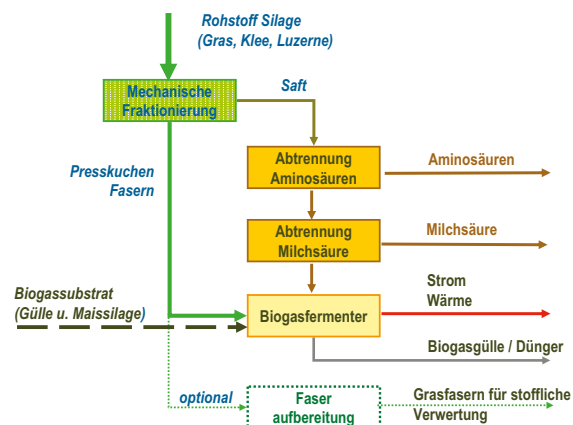 Rohstoff Silage
(Gras, Klee, Luzerne)
Mechanische
Fraktionierung
Saft
Presskuchen
Fasern
Abtrennung
Aminosäuren
Aminosäuren
Abtrennung
Milchsäure
Milchsäure
Biogassubstrat
(Gülle u. Maissilage)
Biogasfermenter
Strom
Wärme
Biogasgülle / Dünger
optional
Faser
aufbereitung
Grasfasern für stoffliche
Verwertung